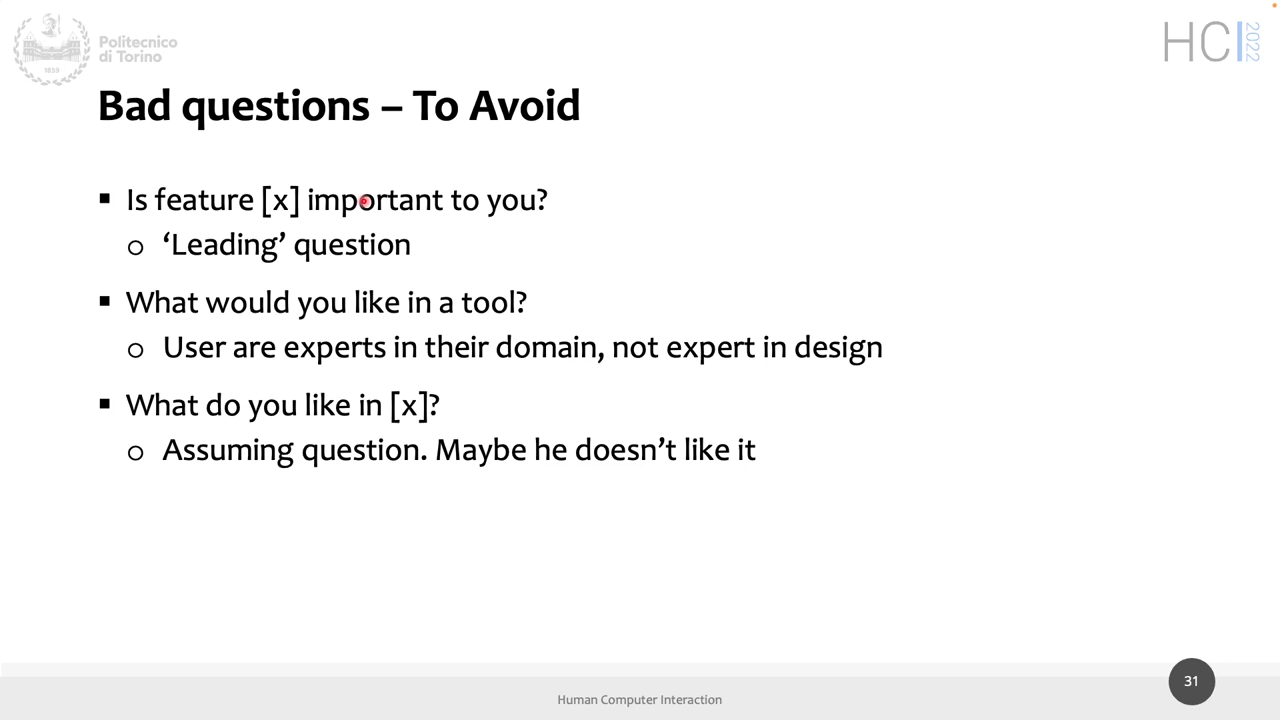 Politecnico
di Torino
1859
HCI 2022
Bad questions – To Avoid
▪ Is feature [x] important to you?
o ‘Leading’ question
▪ What would you like in a tool?
o User are experts in their domain, not expert in design
▪ What do you like in [x]?
o Assuming question. Maybe he doesn’t like it
Human Computer Interaction
31